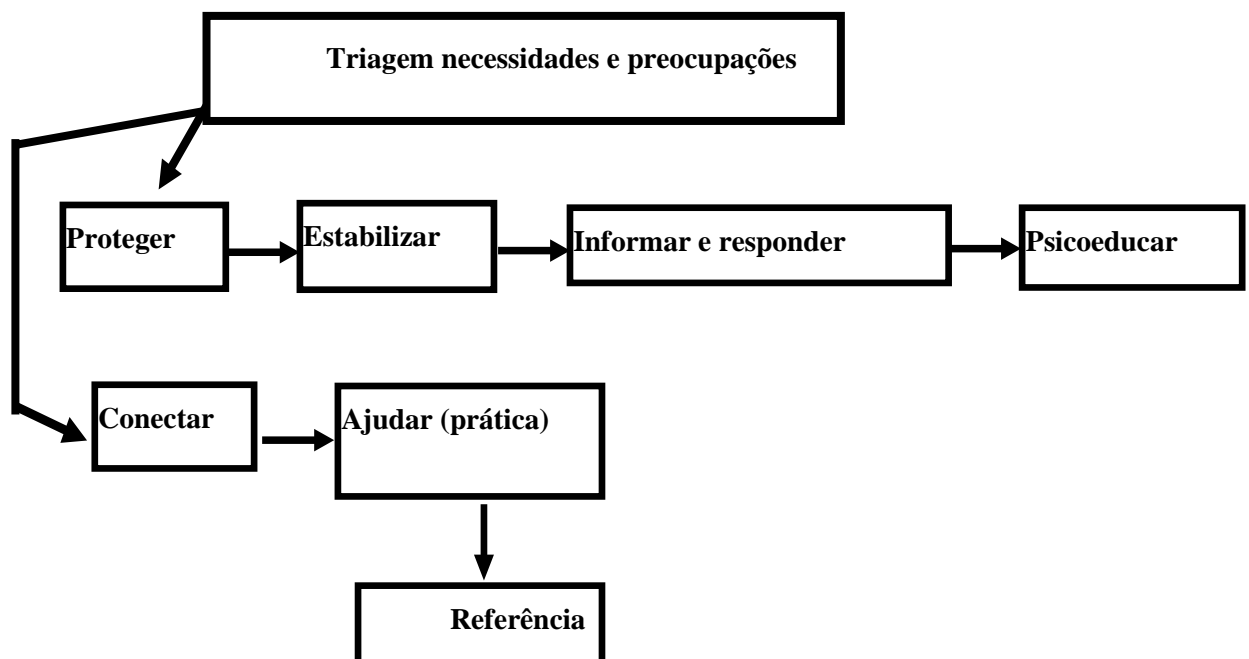 Triagem necessidades e preocupações
Proteger
Estabilizar
Informar e responder
Psicoeducar
Conectar
Ajudar (prática)
Referência